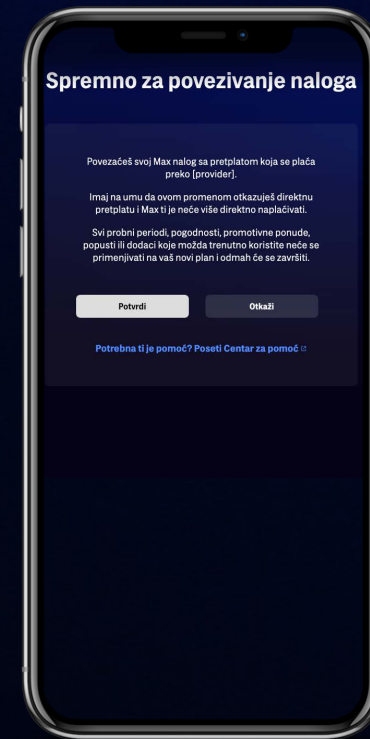 Spremno za povezivanje naloga
Povezaćeš svoj Max nalog sa pretplatom koja se plaća
preko [provider].
Imaj na umu da ovom promenom otkazuješ direktnu
pretplatu i Max ti je neće više direktno naplaćivati.
Svi probni periodi, pogodnosti, promotivne ponude,
popusti ili dodaci koje možda trenutno koristite neće se
primenjivati na vaš novi plan i odmah će se završiti.
Potvrdi
Otkaži
Potrebna ti je pomoć? Poseti Centar za pomoć